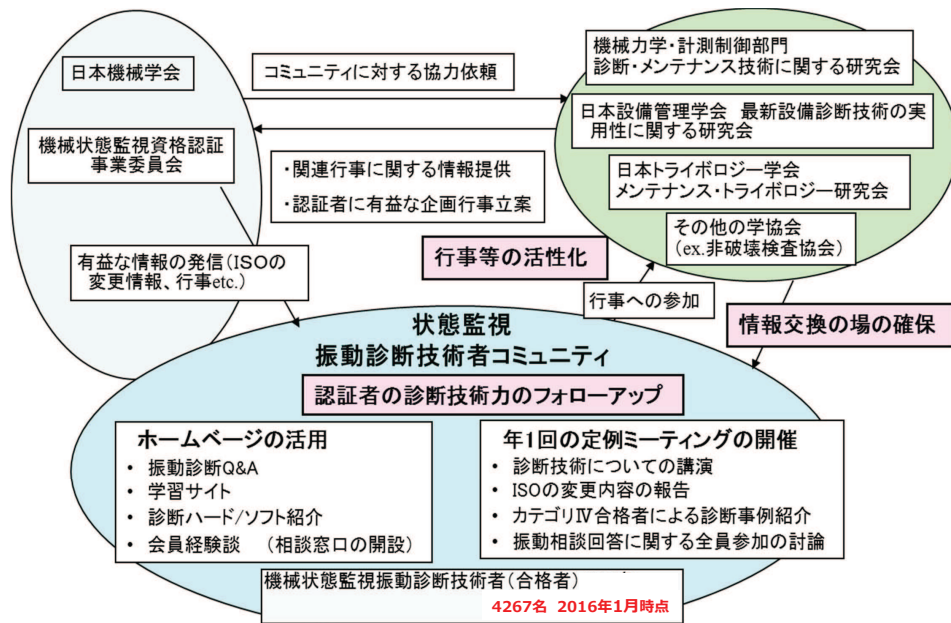 日本機械学会
機械状態監視資格認証
事業委員会
コミュニティに対する協力依頼
機械力学・計測制御部門
診断・メンテナンス技術に関する研究会
日本設備管理学会 最新設備診断技術の実
用性に関する研究会
日本トライボロジー学会
メンテナンス・トライボロジー研究会
その他の学協会
(ex.非破壊検査協会)
・関連行事に関する情報提供
・認証者に有益な企画行事立案
行事等の活性化
有益な情報の発信(ISOの
変更情報、行事etc.)
行事への参加
情報交換の場の確保
状態監視
振動診断技術者コミュニティ
認証者の診断技術力のフォローアップ
ホームページの活用
・ 振動診断Q&A
・ 学習サイト
・ 診断ハード/ソフト紹介
・ 会員経験談 (相談窓口の開設)
年1回の定例ミーティングの開催
・ 診断技術についての講演
・ ISOの変更内容の報告
・ カテゴリⅣ合格者による診断事例紹介
・ 振動相談回答に関する全員参加の討論
機械状態監視振動診断技術者(合格者)
4267名 2016年1月時点